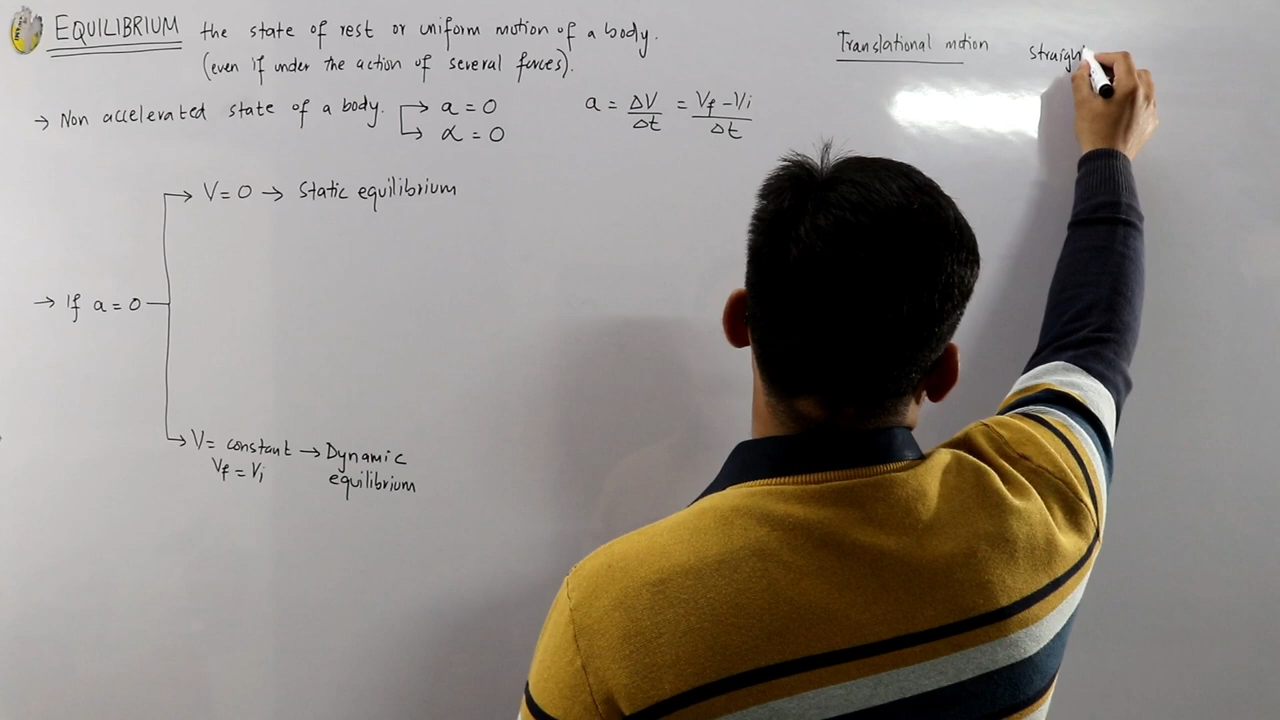 EQUILIBRIUM the state of rest or uniform motion of a body.
(even if under the action of several forces).
→ Non accelerated state of a body. → a = 0
→ α = 0
a = ΔV/Δt = Vf - Vi/Δt
→ If a = 0
V = 0 → Static equilibrium
V = constant → Dynamic
Vf = Vi equilibrium
Translational motion